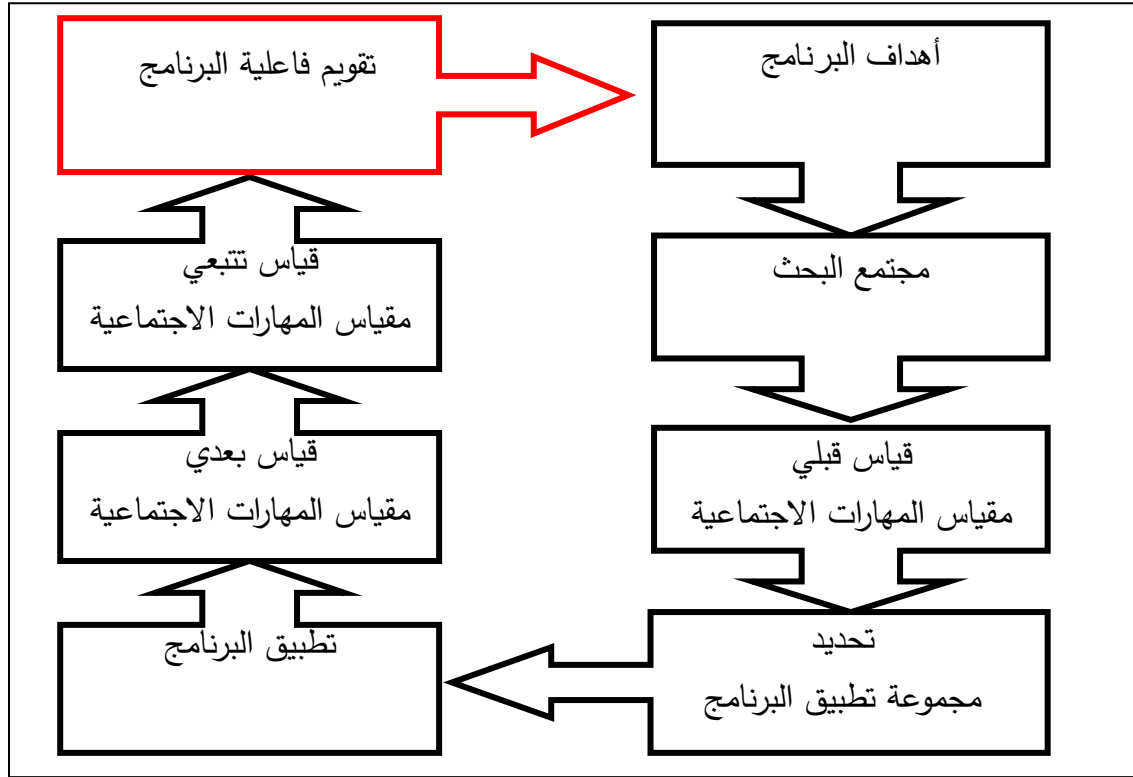 أهداف البرنامج
مجتمع البحث
قياس قبلي
مقياس المهارات الاجتماعية
تحديد
مجموعة تطبيق البرنامج
تطبيق البرنامج
قياس بعدي
مقياس المهارات الاجتماعية
قياس تتبعي
مقياس المهارات الاجتماعية
تقويم فاعلية البرنامج